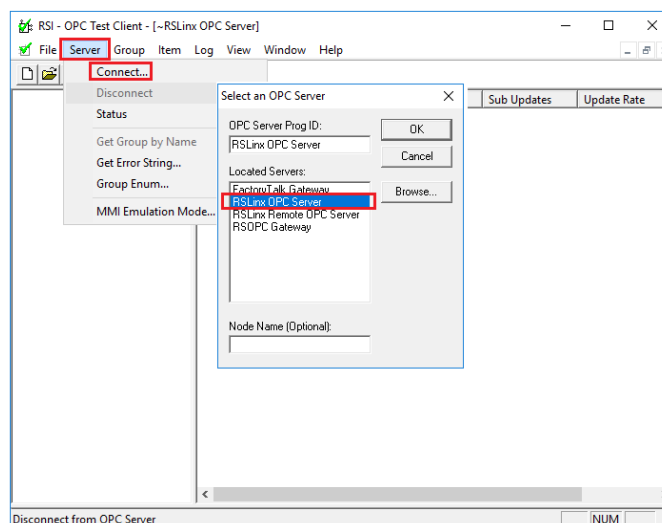 RSI - OPC Test Client - [~RSLinx OPC Server]
File Server Group Item Log View Window Help
Connect...
Disconnect
Status
Get Group by Name
Get Error String...
Group Enum...
MMI Emulation Mode...
Sub Updates Update Rate
Select an OPC Server
OPC Server Prog ID:
RSLinx OPC Server
OK
Cancel
Located Servers:
FactoryTalk Gateway
RSLinx OPC Server
RSLinx Remote OPC Server
RSOPC Gateway
Browse...
Node Name (Optional):
Disconnect from OPC Server
NUM